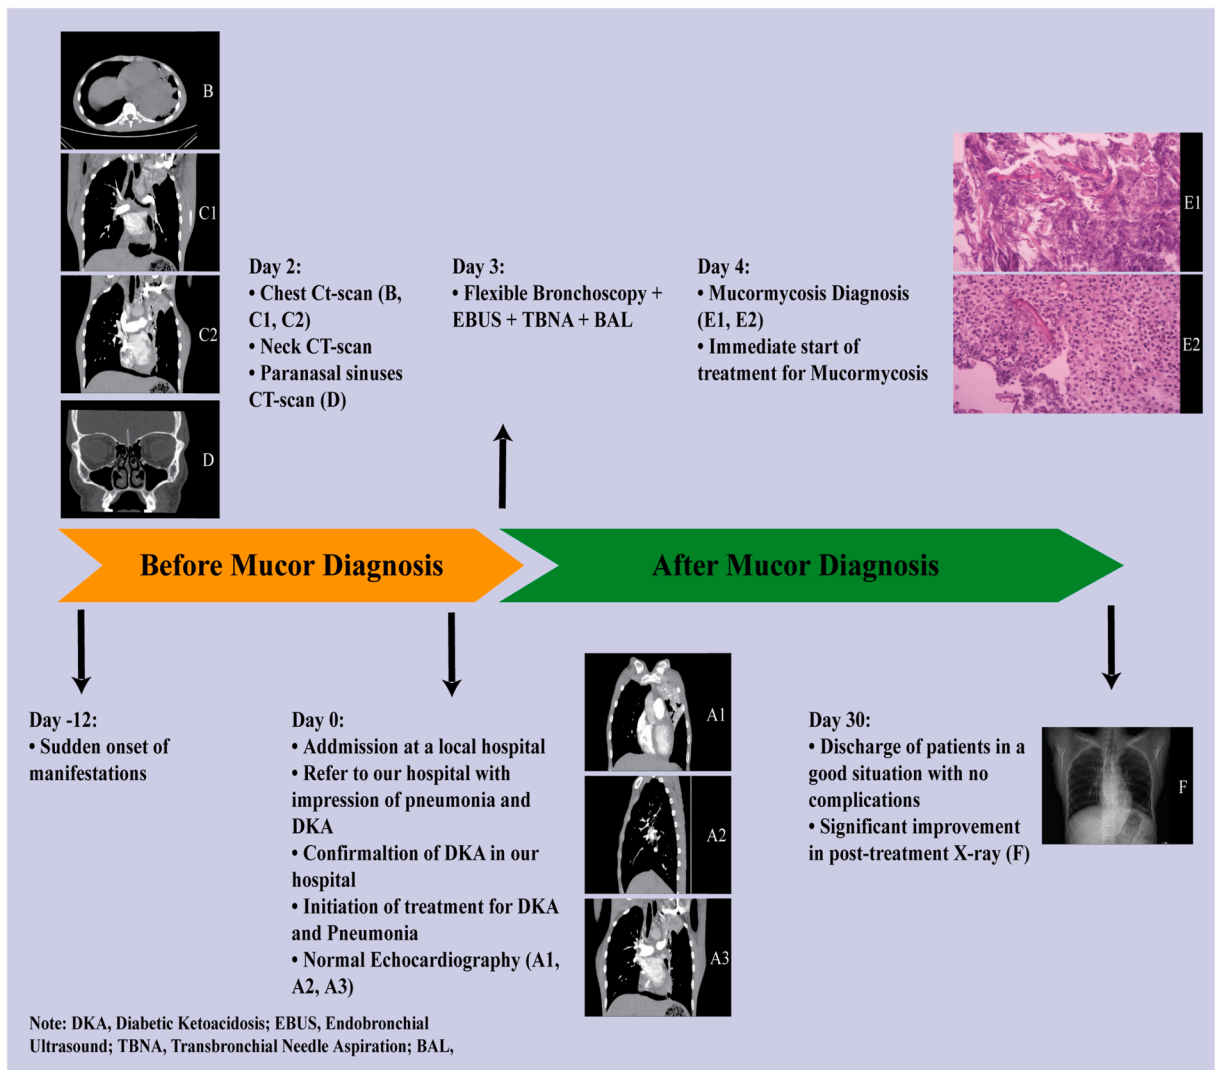 B
C1
C2
D
Day 2:
• Chest Ct-scan (B,
C1, C2)
• Neck CT-scan
• Paranasal sinuses
CT-scan (D)
Day 3:
• Flexible Bronchoscopy +
EBUS + TBNA + BAL
Day 4:
• Mucormycosis Diagnosis
(E1, E2)
• Immediate start of
treatment for Mucormycosis
E1
E2
Before Mucor Diagnosis
After Mucor Diagnosis
Day -12:
• Sudden onset of
manifestations
Day 0:
• Addmission at a local hospital
• Refer to our hospital with
impression of pneumonia and
DKA
• Confirmaltion of DKA in our
hospital
• Initiation of treatment for DKA
and Pneumonia
• Normal Echocardiography (A1,
A2, A3)
A1
A2
A3
Day 30:
• Discharge of patients in a
good situation with no
complications
• Significant improvement
in post-treatment X-ray (F)
F
Note: DKA, Diabetic Ketoacidosis; EBUS, Endobronchial
Ultrasound; TBNA, Transbronchial Needle Aspiration; BAL,